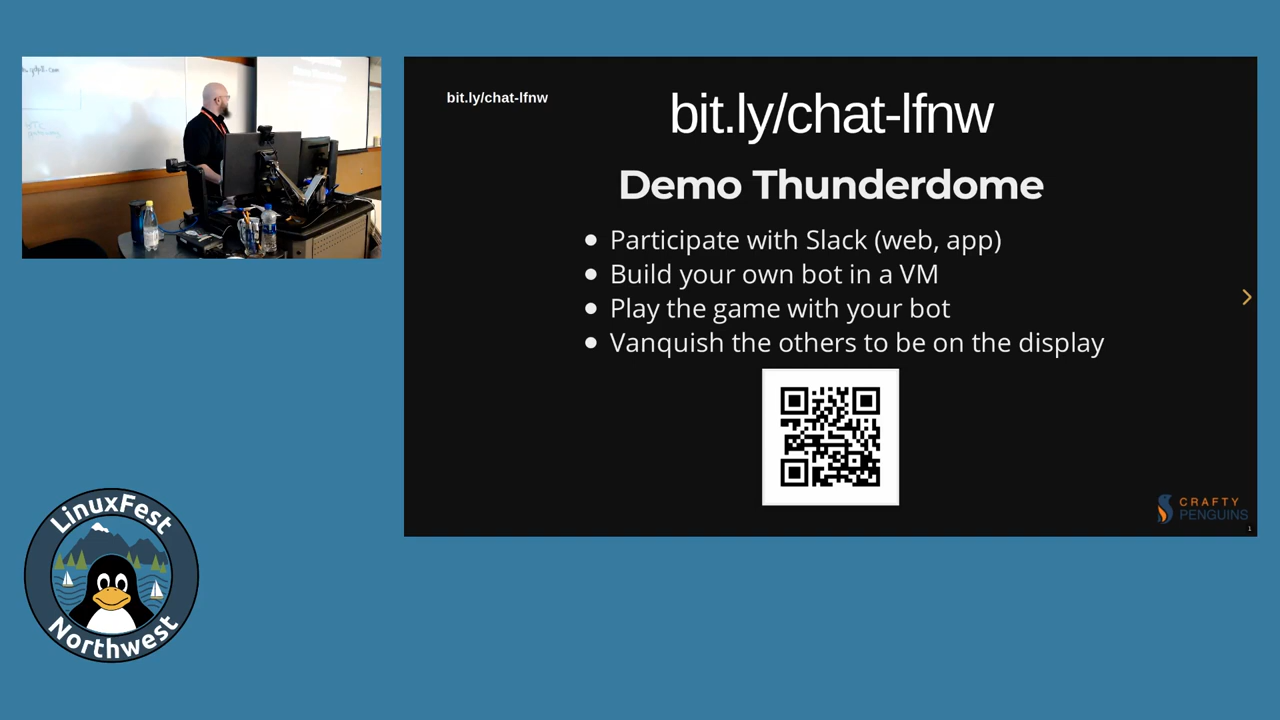 bit.ly/chat-lfnw
bit.ly/chat-lfnw
Demo Thunderdome
Participate with Slack (web, app)
Build your own bot in a VM
Play the game with your bot
Vanquish the others to be on the display
CRAFTY
PENGUINS
1
LinuxFest
Northwest